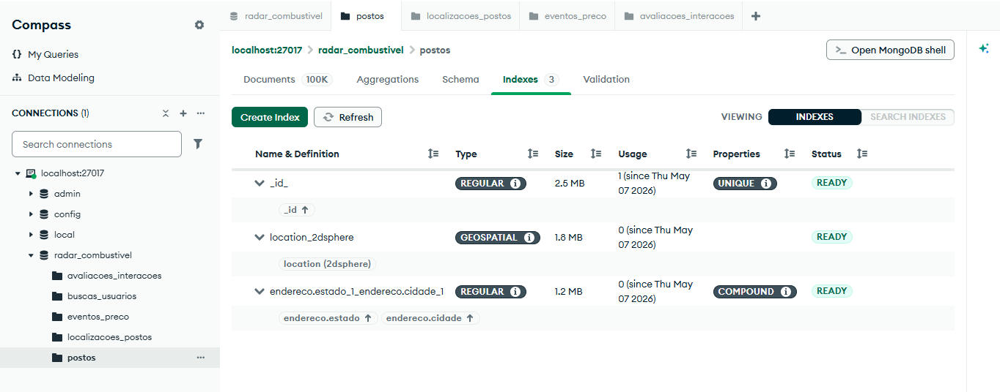 Compass
My Queries
Data Modeling
CONNECTIONS (1)
Search connections
localhost:27017
admin
config
local
radar_combustivel
avaliacoes_interacoes
buscas_usuarios
eventos_preco
localizacoes_postos
postos
radar_combustivel postos localizacoes_postos eventos_preco avaliacoes_interacoes
localhost:27017 radar_combustivel postos
Open MongoDB shell
Documents 100K Aggregations Schema Indexes 3 Validation
Create Index Refresh
VIEWING INDEXES SEARCH INDEXES
Name & Definition Type Size Usage Properties Status
_id_ REGULAR 2.5 MB 1 (since Thu May 07 2026) UNIQUE READY
_id
location_2dsphere GEOSPATIAL 1.8 MB 0 (since Thu May 07 2026) READY
location (2dsphere)
endereco.estado_1_endereco.cidade_1 REGULAR 1.2 MB 0 (since Thu May 07 2026) COMPOUND READY
endereco.estado endereco.cidade